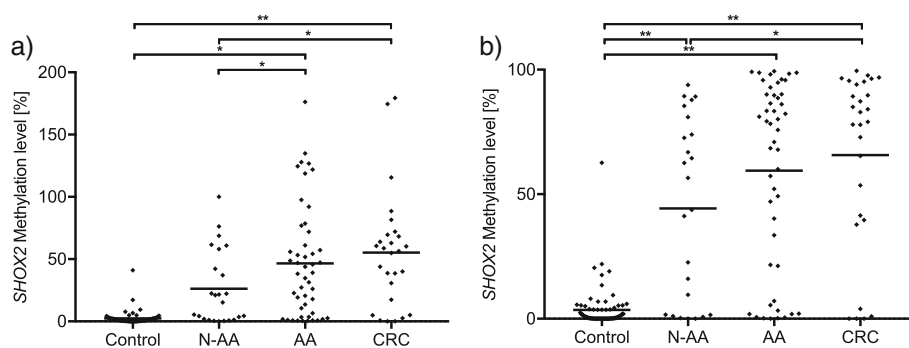 a)
**
*
*
*
SHOX2 Methylation level [%]
200
150
100
50
0
Control N-AA AA CRC
b)
**
** *
**
SHOX2 Methylation level [%]
100
50
0
Control N-AA AA CRC